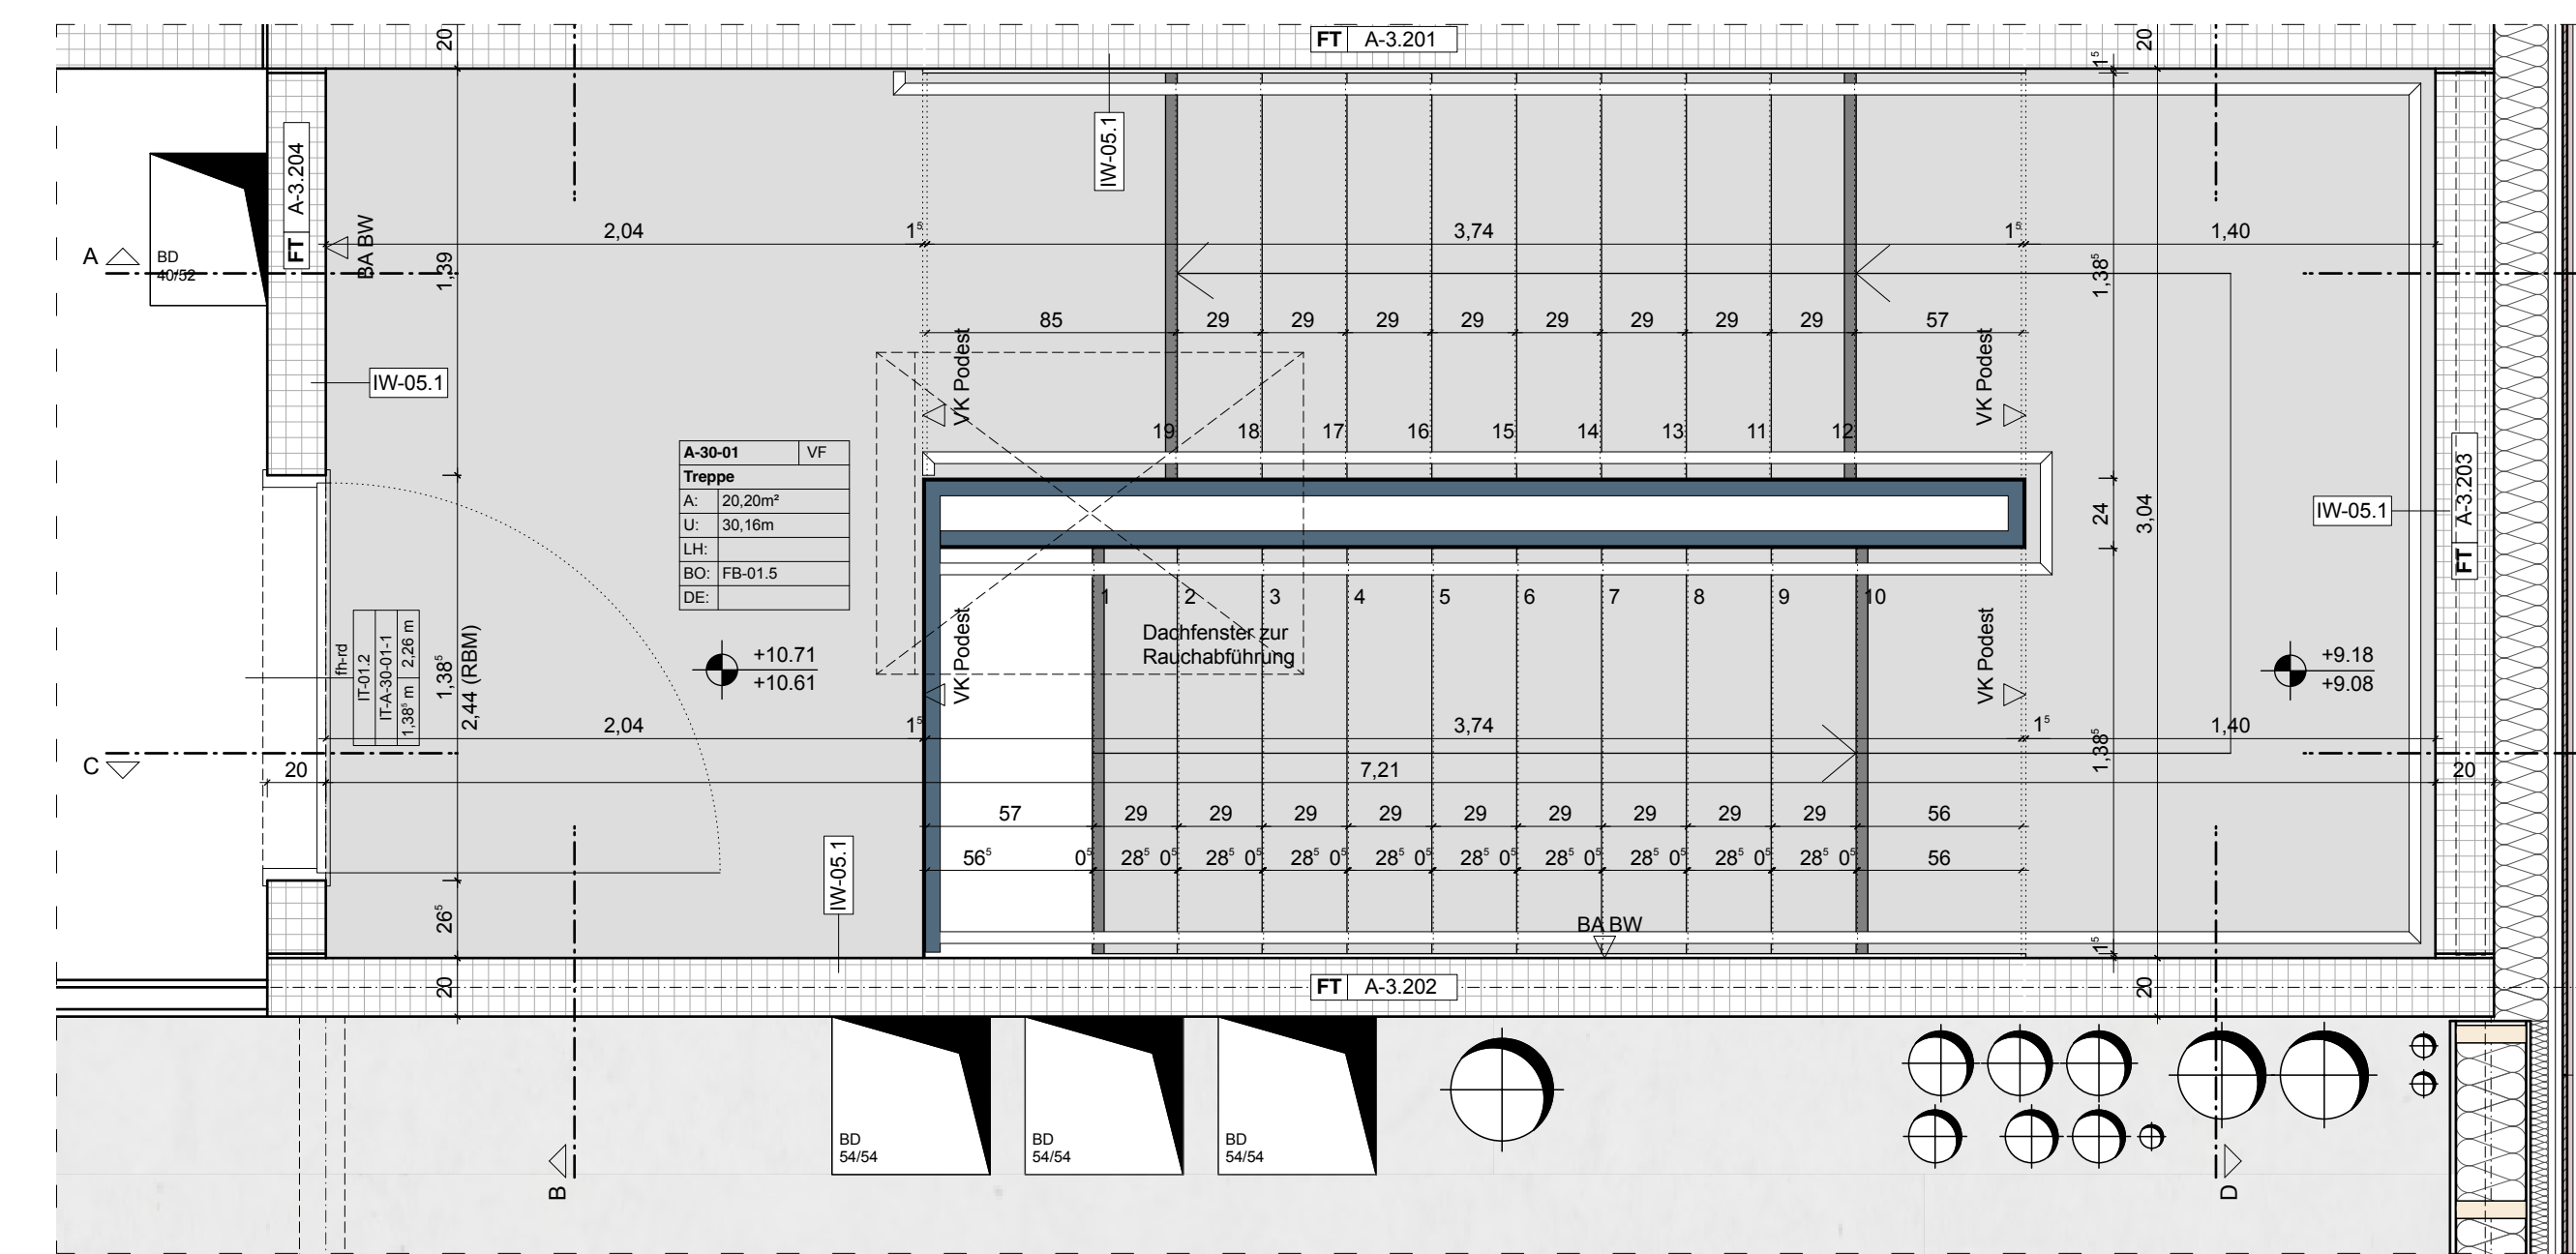 20
FT A-3.201
20
1⁵
IW-05.1
FT A-3.204
BA BW
A
BD
40/52
1,39
2,04
1⁵
3,74
1⁵
1,40
1,38⁵
85
29
29
29
29
29
29
29
29
57
IW-05.1
VK Podest
VK Podest
19
18
17
16
15
14
13
11
12
A-30-01 VF
Treppe
A: 20,20m²
U: 30,16m
LH:
BO: FB-01.5
DE:
24
3,04
IW-05.1
FT A-3.203
1
2
3
4
5
6
7
8
9
10
Dachfenster zur
Rauchabführung
VK Podest
VK Podest
+10.71
+10.61
+9.18
+9.08
fh-rd
IT-01.2
IT-A-30-01-1
1,38⁵ m 2,26 m
1,38⁵
2,44 (RBM)
2,04
1⁵
3,74
1⁵
1,40
1,38⁵
C
20
7,21
20
57
29
29
29
29
29
29
29
29
29
56
56⁵
0⁵
28⁵ 0⁵
28⁵ 0⁵
28⁵ 0⁵
28⁵ 0⁵
28⁵ 0⁵
28⁵ 0⁵
28⁵ 0⁵
28⁵ 0⁵
28⁵ 0⁵
56
IW-05.1
26⁵
BA BW
1⁵
20
FT A-3.202
20
BD
54/54
BD
54/54
BD
54/54
B
D